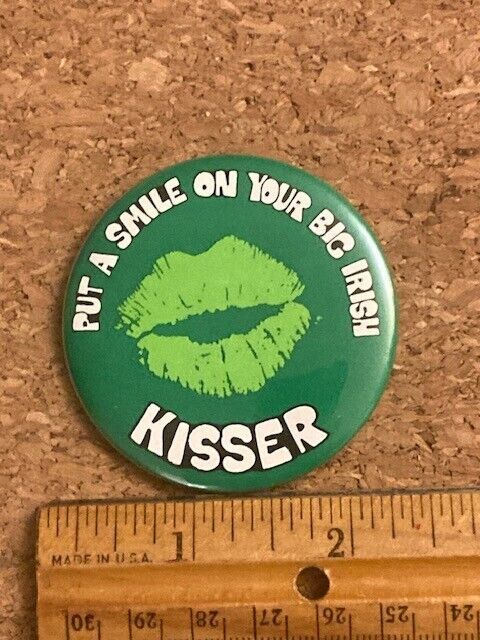 PUT A SMILE ON YOUR BIG IRISH
KISSER
MADE IN U.S.A. 1 2
30 29 28 27 26 25 24